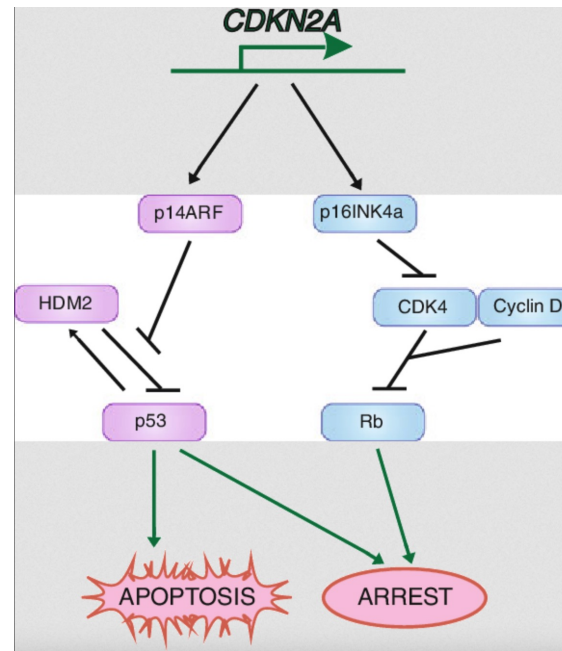 CDKN2A
p14ARF
p16INK4a
HDM2
CDK4
Cyclin D
p53
Rb
APOPTOSIS
ARREST